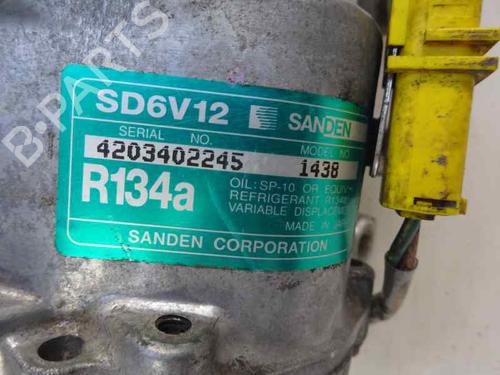 SD6V12 SANDEN
SERIAL NO. MODEL NO
4203402245 1438
R134a
OIL: SP-10 OR EQUIV
REFRIGERANT R134a
VARIABLE DISPLACEMENT
MADE IN
SANDEN CORPORATION
B-PARTS